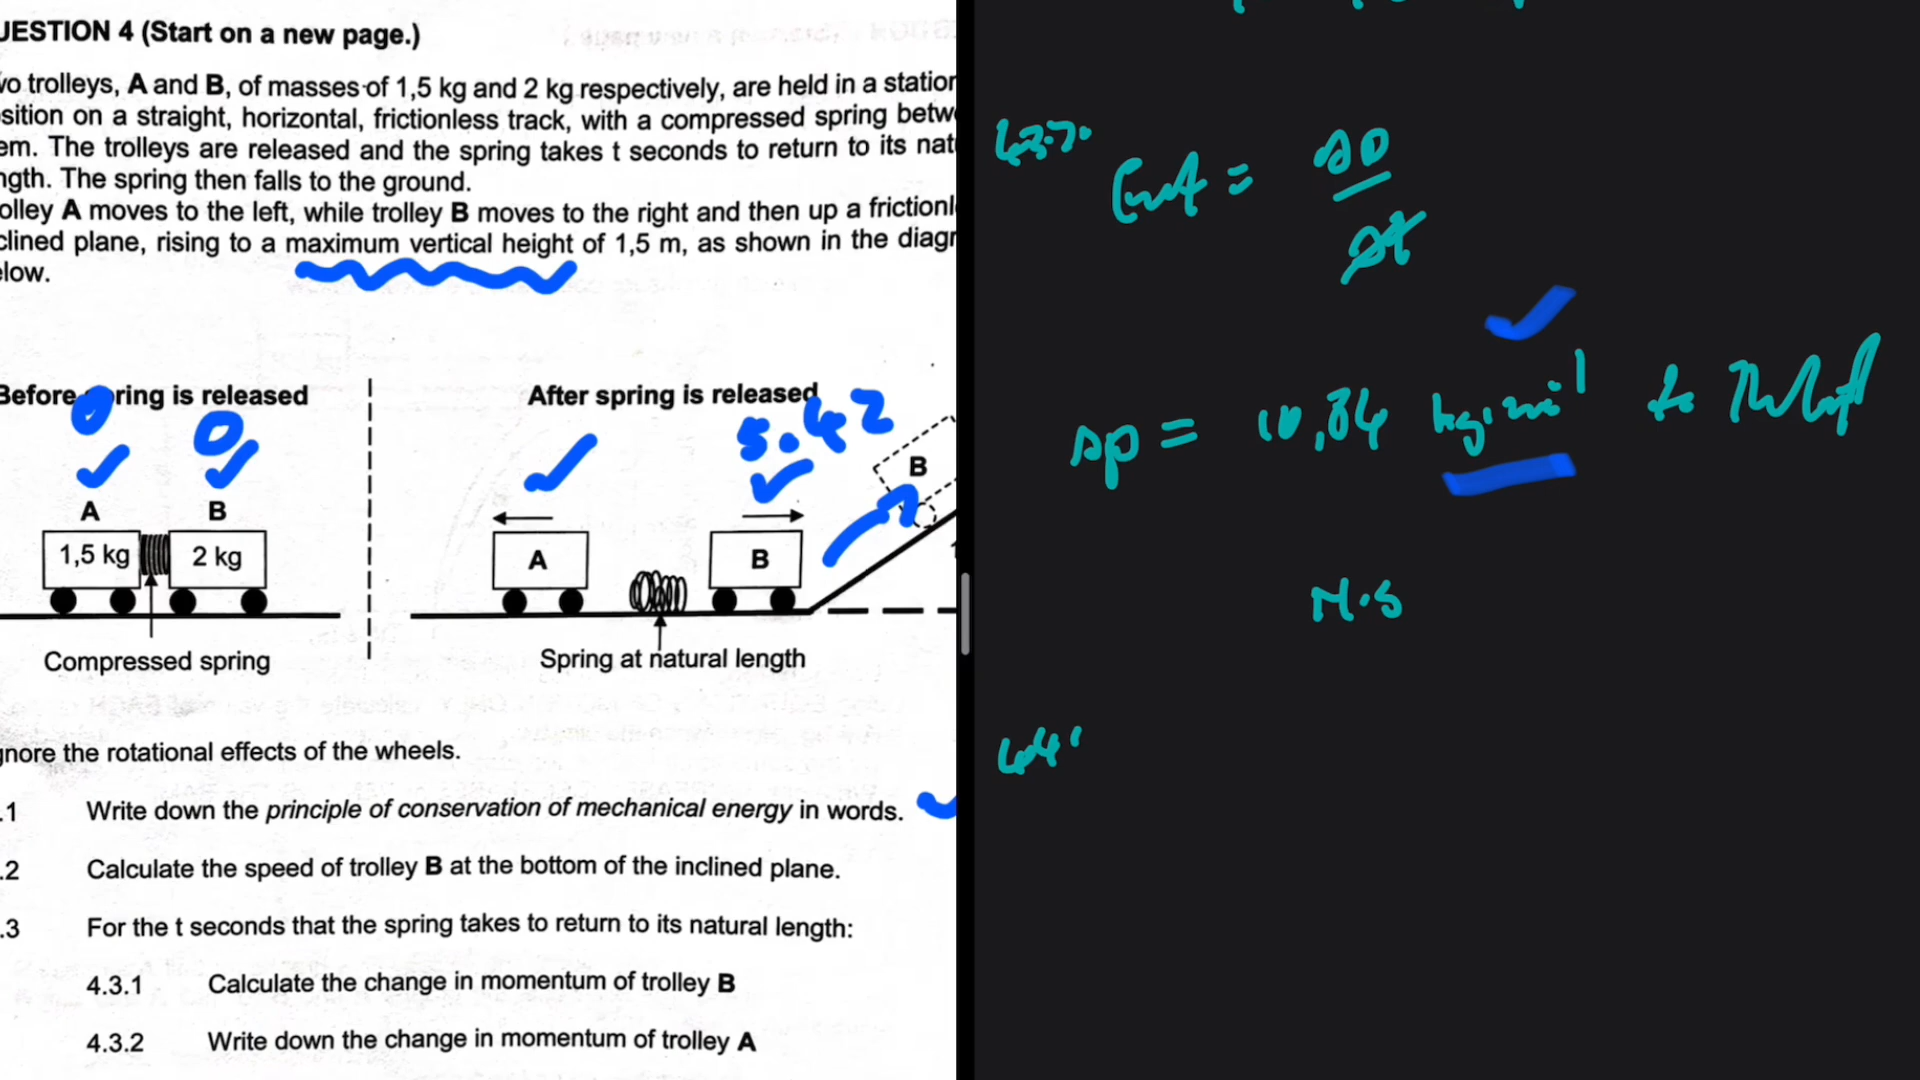 UESTION 4 (Start on a new page.)
vo trolleys, A and B, of masses of 1,5 kg and 2 kg respectively, are held in a station
sition on a straight, horizontal, frictionless track, with a compressed spring betw
em. The trolleys are released and the spring takes t seconds to return to its nat
ngth. The spring then falls to the ground.
olley A moves to the left, while trolley B moves to the right and then up a frictionl
clined plane, rising to a maximum vertical height of 1,5 m, as shown in the diagr
elow.
Before ring is released
After spring is released
0
0
5.42
A
B
1,5 kg
2 kg
A
B
B
Compressed spring
Spring at natural length
gnore the rotational effects of the wheels.
.1 Write down the principle of conservation of mechanical energy in words.
.2 Calculate the speed of trolley B at the bottom of the inclined plane.
.3 For the t seconds that the spring takes to return to its natural length:
4.3.1 Calculate the change in momentum of trolley B
4.3.2 Write down the change in momentum of trolley A
=
Δp
Δt
Δp = 10,84 kg.m
N.S
4.4